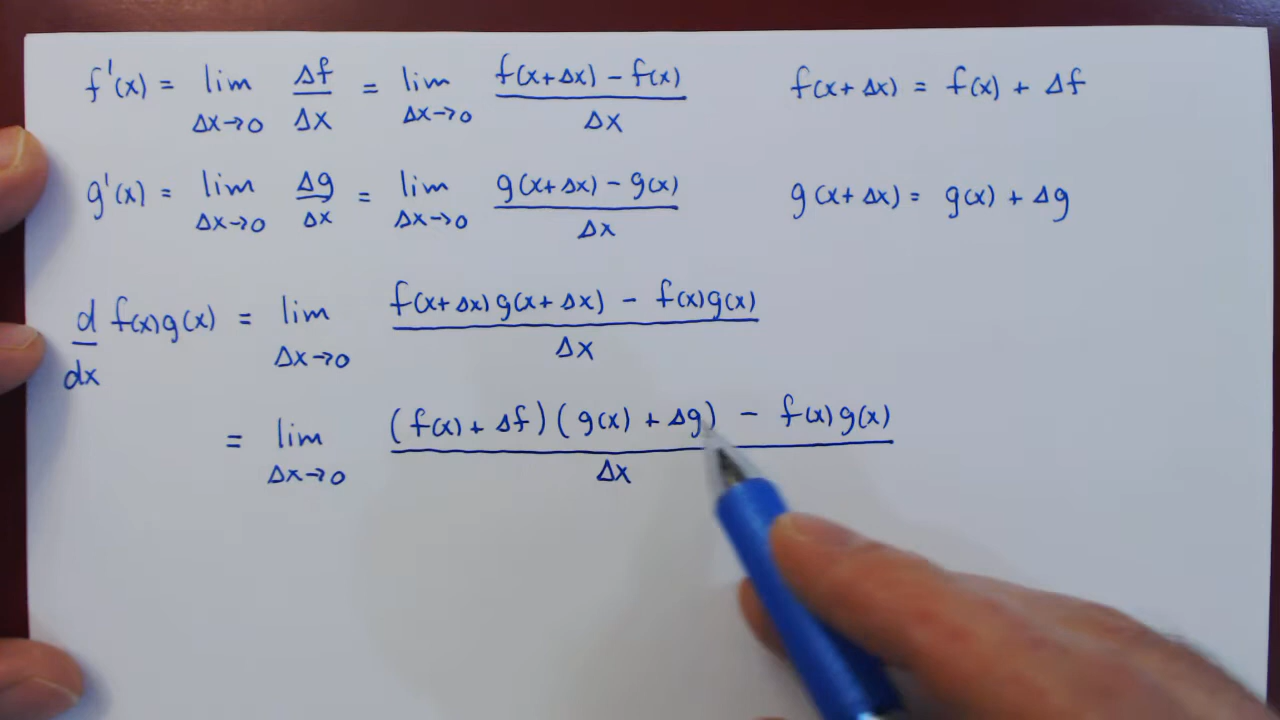 f'(x) = lim Δx→0 Δf/Δx = lim Δx→0 (f(x+Δx) − f(x))/Δx    f(x + Δx) = f(x) + Δf
g'(x) = lim Δx→0 Δg/Δx = lim Δx→0 (g(x+Δx) − g(x))/Δx    g(x + Δx) = g(x) + Δg
d/dx f(x)g(x) = lim Δx→0 (f(x+Δx)g(x+Δx) − f(x)g(x))/Δx
= lim Δx→0 ((f(x) + Δf)(g(x) + Δg) − f(x)g(x))/Δx